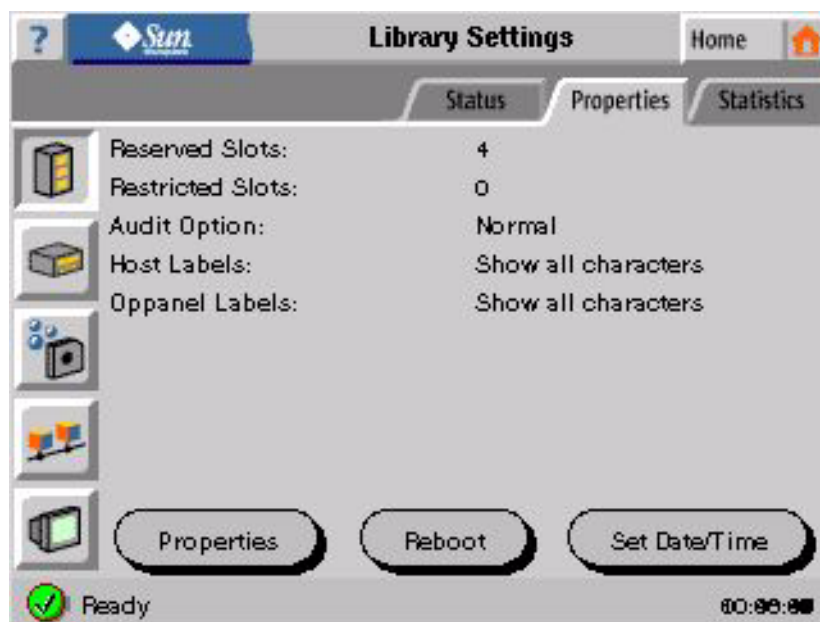 ?
Sun
Library Settings
Home
Status
Properties
Statistics
Reserved Slots: 4
Restricted Slots: 0
Audit Option: Normal
Host Labels: Show all characters
Oppanel Labels: Show all characters
Properties
Reboot
Set Date/Time
Ready